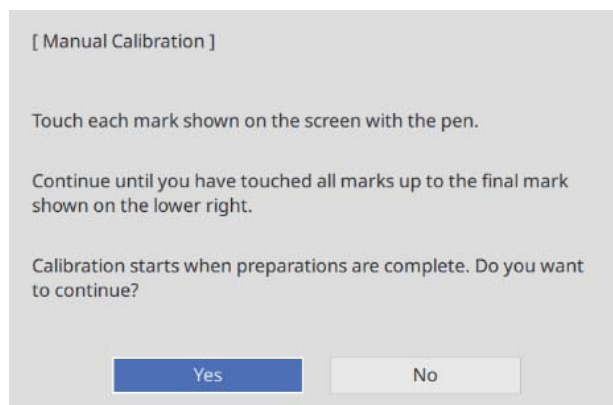 [ Manual Calibration ]
Touch each mark shown on the screen with the pen.
Continue until you have touched all marks up to the final mark
shown on the lower right.
Calibration starts when preparations are complete. Do you want
to continue?
Yes
No